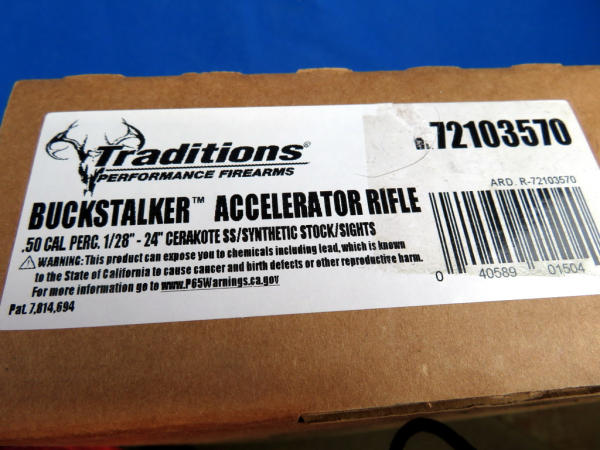 Traditions®
PERFORMANCE FIREARMS
72103570
ARD. R-72103570
BUCKSTALKER™ ACCELERATOR RIFLE
.50 CAL PERC. 1/28" - 24" CERAKOTE SS/SYNTHETIC STOCK/SIGHTS
WARNING: This product can expose you to chemicals including lead, which is known
to the State of California to cause cancer and birth defects or other reproductive harm.
For more information go to www.P65Warnings.ca.gov
0 40589 01504
Pat. 7,814,694